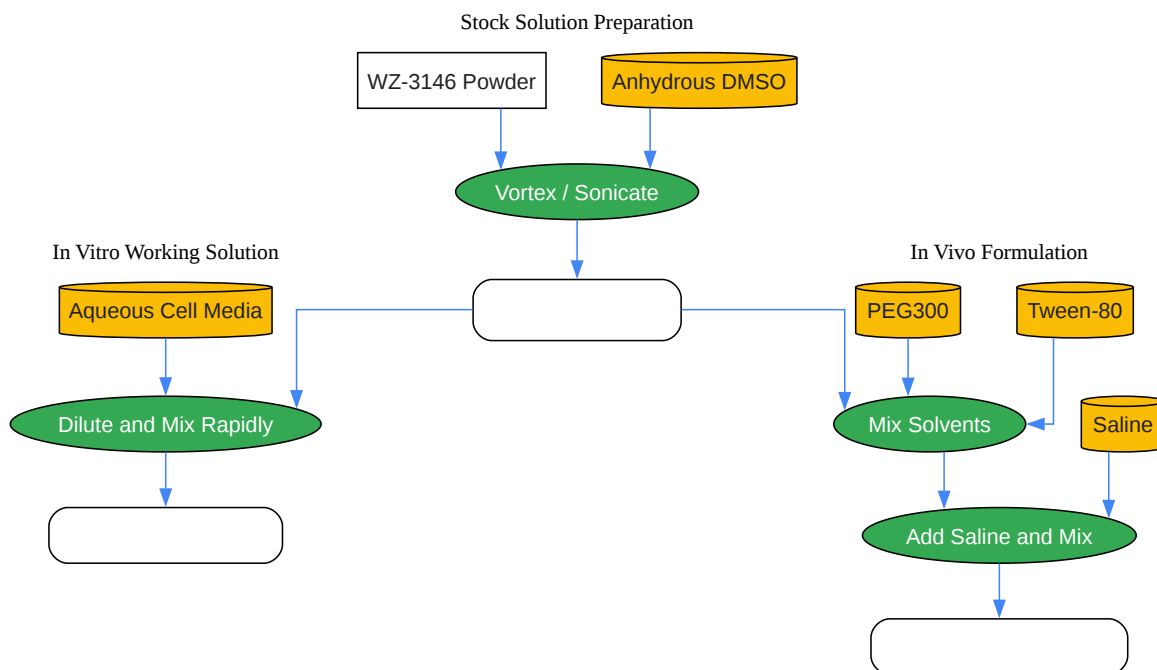 Stock Solution Preparation
WZ-3146 Powder
Anhydrous DMSO
Vortex / Sonicate
In Vitro Working Solution
In Vivo Formulation
Aqueous Cell Media
PEG300
Tween-80
Dilute and Mix Rapidly
Mix Solvents
Saline
Add Saline and Mix